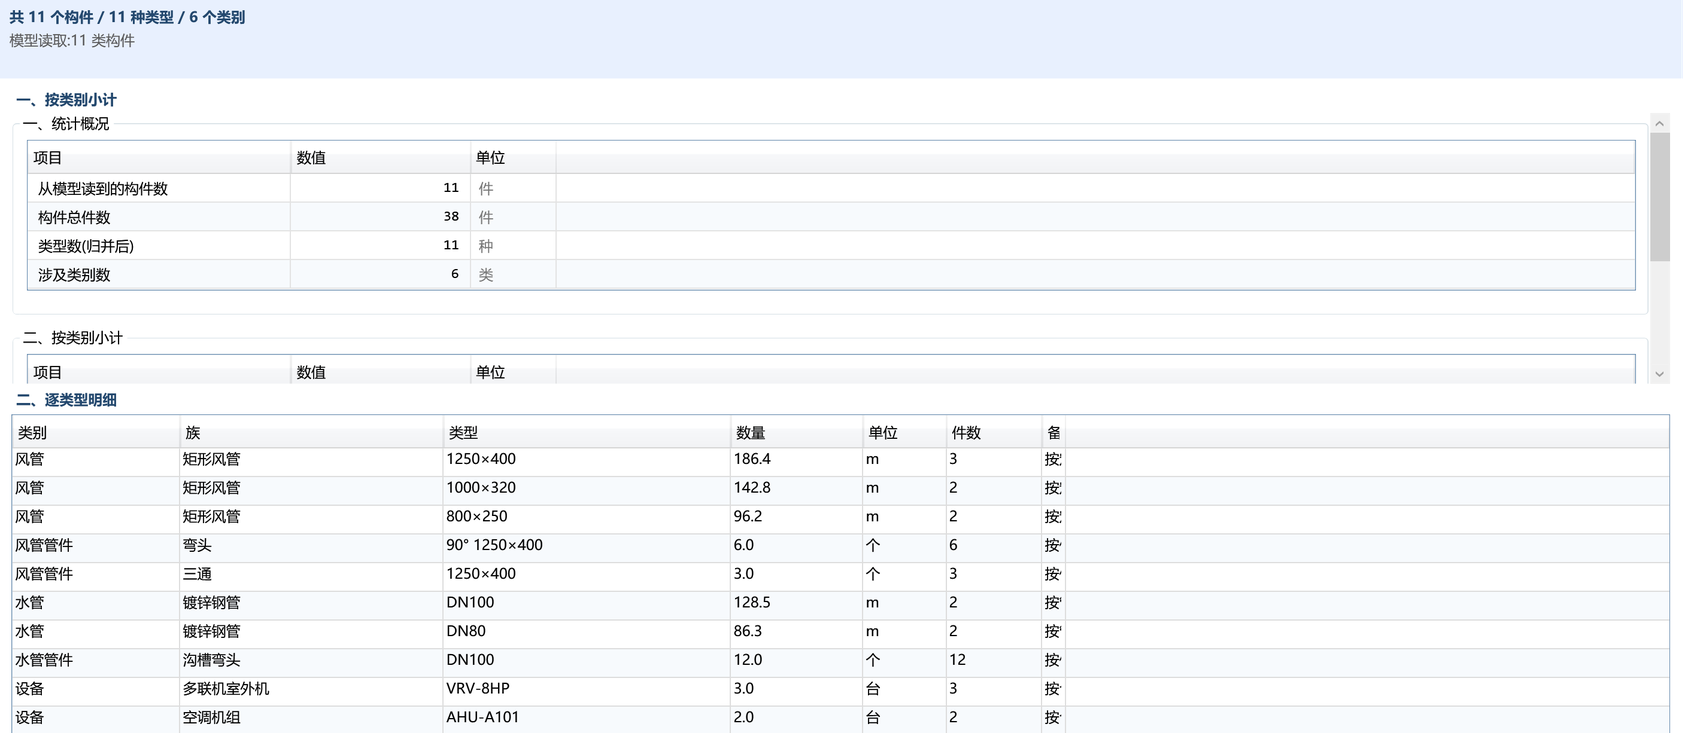 共 11 个构件 / 11 种类型 / 6 个类别
模型读取:11 类构件
一、按类别小计
一、统计概况
项目 数值 单位
从模型读到的构件数 11 件
构件总件数 38 件
类型数(归并后) 11 种
涉及类别数 6 类
二、按类别小计
项目 数值 单位
二、逐类型明细
类别 族 类型 数量 单位 件数 备
风管 矩形风管 1250×400 186.4 m 3 按
风管 矩形风管 1000×320 142.8 m 2 按
风管 矩形风管 800×250 96.2 m 2 按
风管管件 弯头 90° 1250×400 6.0 个 6 按
风管管件 三通 1250×400 3.0 个 3 按
水管 镀锌钢管 DN100 128.5 m 2 按
水管 镀锌钢管 DN80 86.3 m 2 按
水管管件 沟槽弯头 DN100 12.0 个 12 按
设备 多联机室外机 VRV-8HP 3.0 台 3 按
设备 空调机组 AHU-A101 2.0 台 2 按